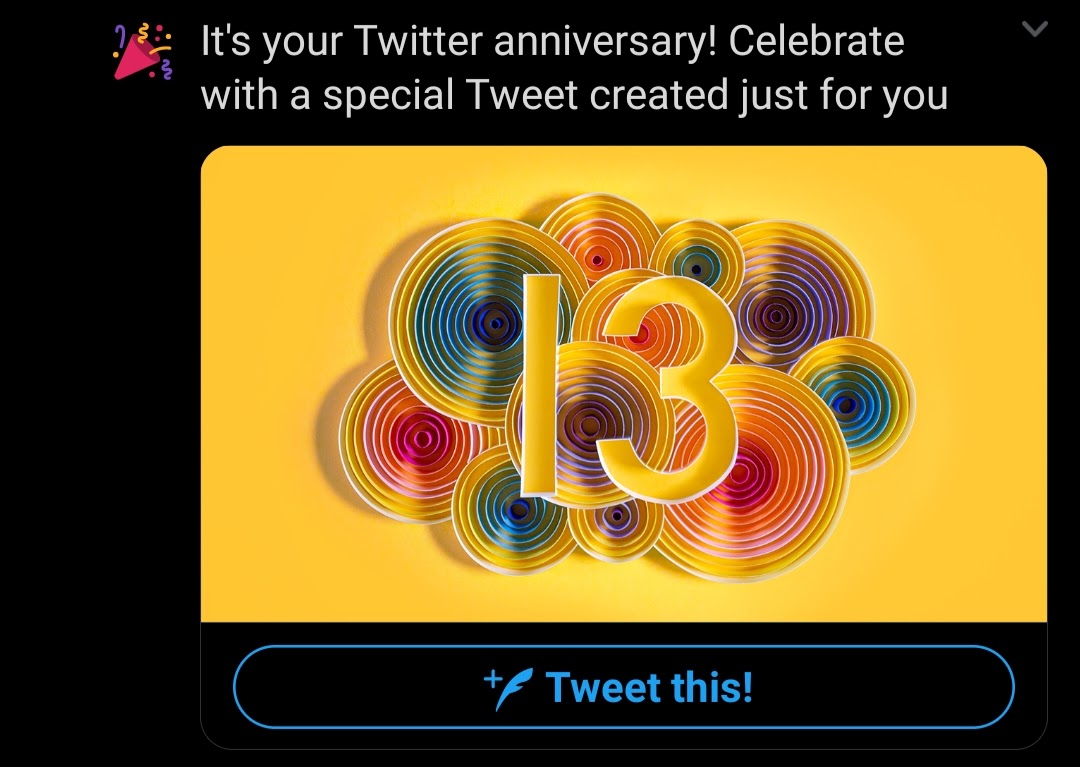 It's your Twitter anniversary! Celebrate
with a special Tweet created just for you
13
Tweet this!